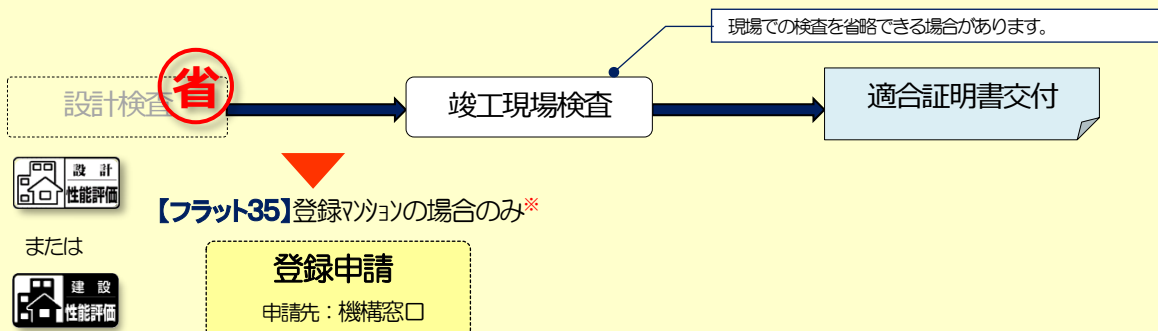 現場での検査を省略できる場合があります。
設計検査
省
竣工現場検査
適合証明書交付
設計
性能評価
【フラット35】登録マンションの場合のみ※
または
登録申請
申請先：機構窓口
建設
性能評価